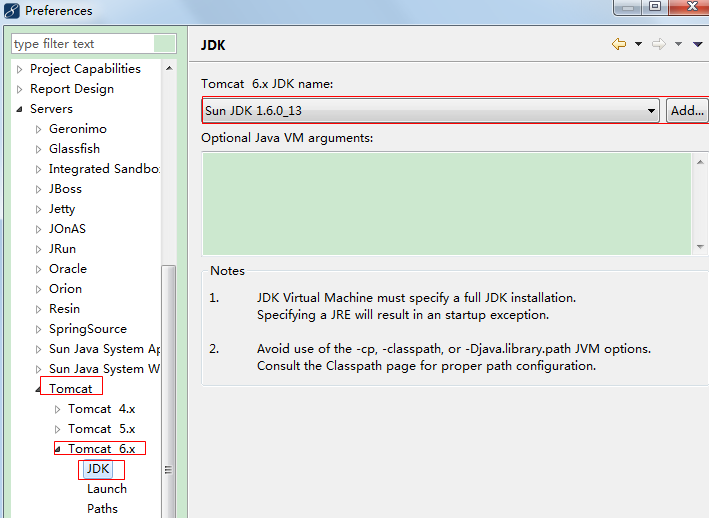 Preferences
type filter text
Project Capabilities
Report Design
Servers
Geronimo
Glassfish
Integrated Sandbo
JBoss
Jetty
JOnAS
JRun
Oracle
Orion
Resin
SpringSource
Sun Java System Ap
Sun Java System W
Tomcat
Tomcat 4.x
Tomcat 5.x
Tomcat 6.x
JDK
Launch
Paths
JDK
Tomcat 6.x JDK name:
Sun JDK 1.6.0_13
Add...
Optional Java VM arguments:
Notes
1. JDK Virtual Machine must specify a full JDK installation.
Specifying a JRE will result in an startup exception.
2. Avoid use of the -cp, -classpath, or -Djava.library.path JVM options.
Consult the Classpath page for proper path configuration.